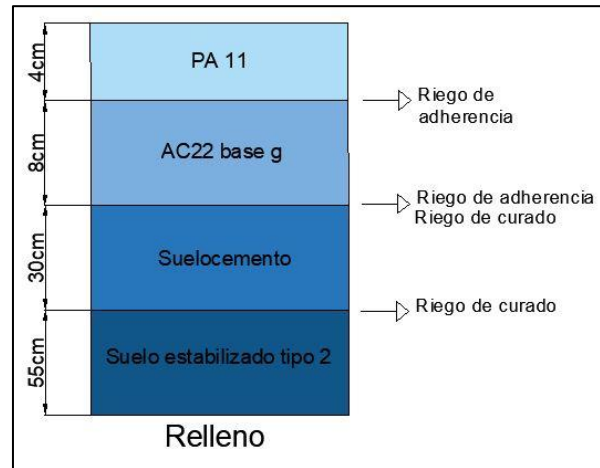 4cm
PA 11
Riego de
adherencia
8cm
AC22 base g
Riego de adherencia
Riego de curado
30cm
Suelocemento
Riego de curado
55cm
Suelo estabilizado tipo 2
Relleno